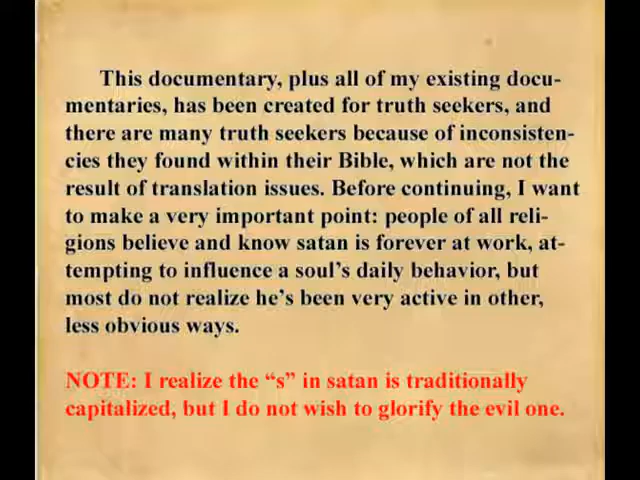 This documentary, plus all of my existing docu-
mentaries, has been created for truth seekers, and
there are many truth seekers because of inconsisten-
cies they found within their Bible, which are not the
result of translation issues. Before continuing, I want
to make a very important point: people of all reli-
gions believe and know satan is forever at work, at-
tempting to influence a soul's daily behavior, but
most do not realize he's been very active in other,
less obvious ways.
NOTE: I realize the “s” in satan is traditionally
capitalized, but I do not wish to glorify the evil one.